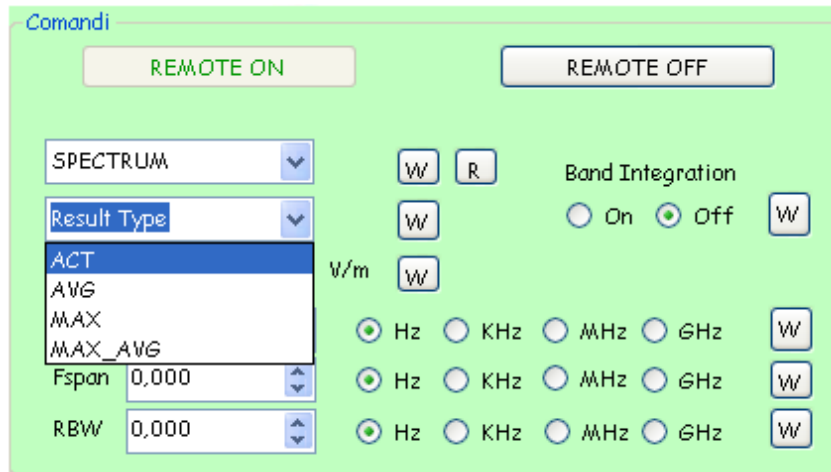 Comandi
REMOTE ON REMOTE OFF
SPECTRUM W R Band Integration
Result Type W On Off W
ACT
V/m W
AVG
MAX
Hz KHz MHz GHz W
MAX_AVG
Fspan 0,000 Hz KHz MHz GHz W
RBW 0,000 Hz KHz MHz GHz W